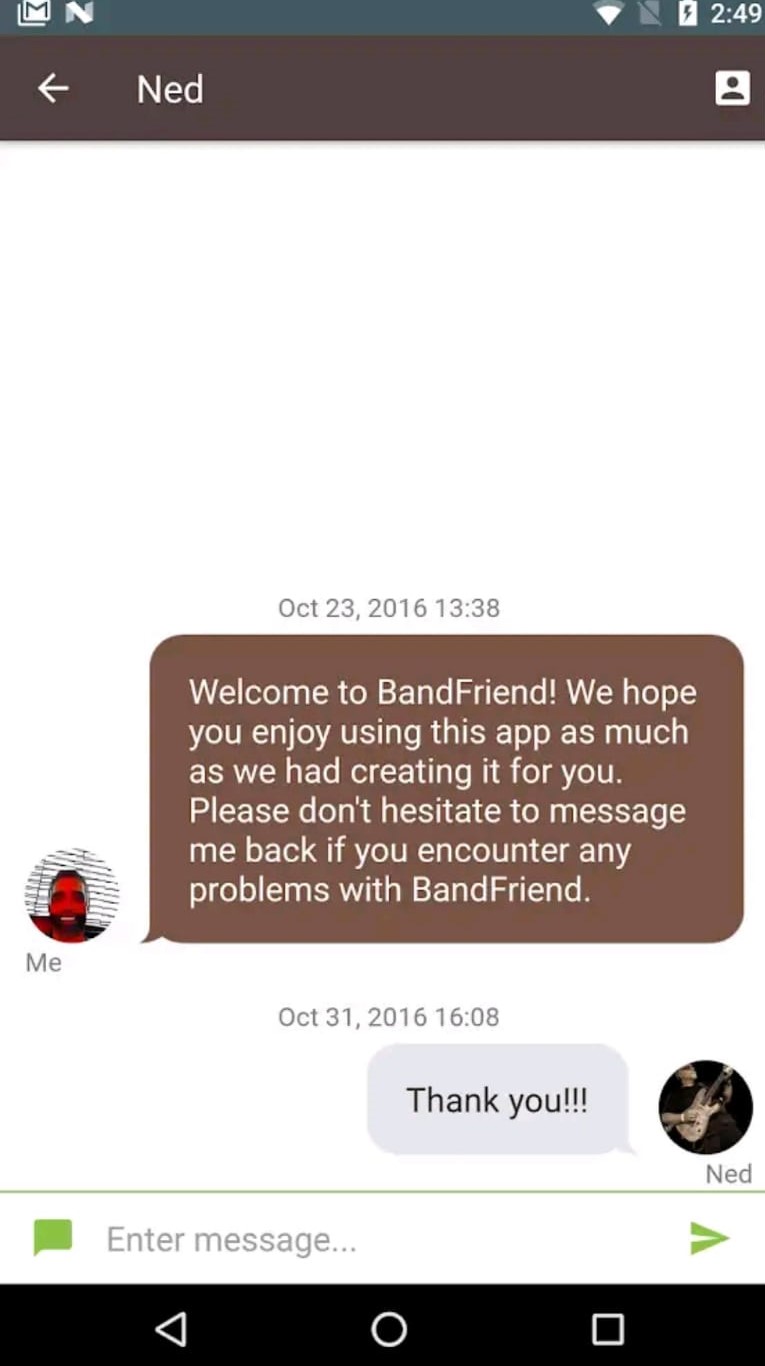 2:49
Ned
Oct 23, 2016 13:38
Welcome to BandFriend! We hope
you enjoy using this app as much
as we had creating it for you.
Please don't hesitate to message
me back if you encounter any
problems with BandFriend.
Me
Oct 31, 2016 16:08
Thank you!!!
Ned
Enter message...